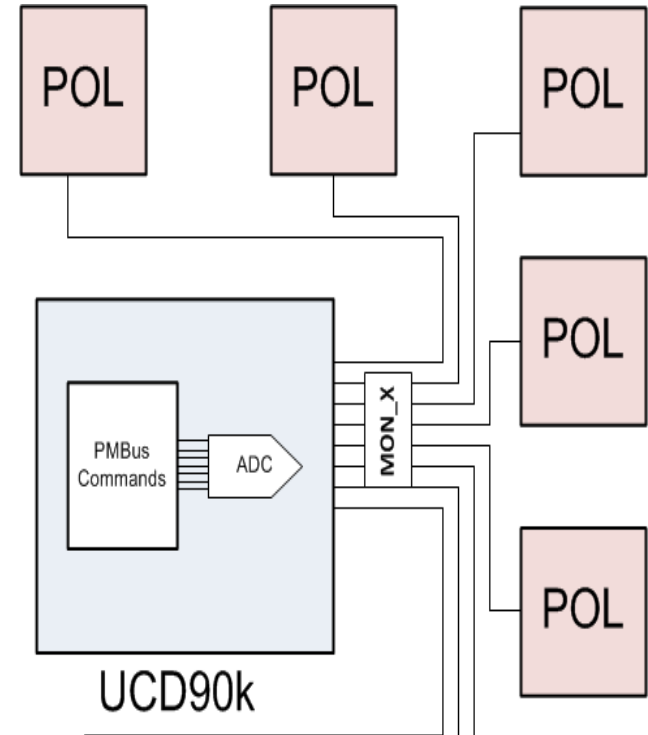 POL
POL
POL
POL
MON_X
PMBus
Commands
ADC
POL
UCD90k